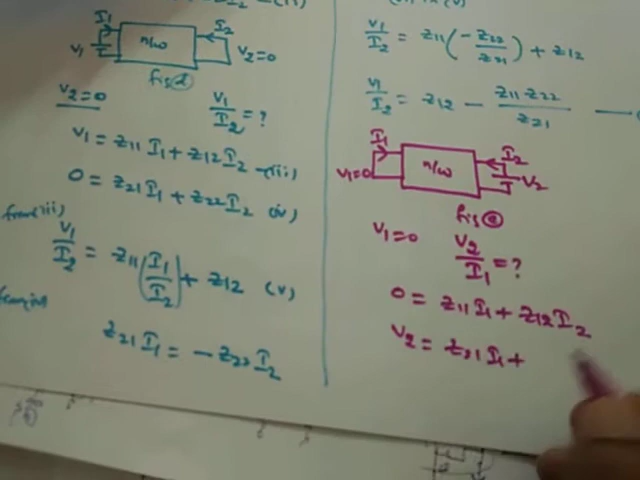 I₁
I₂
V₁
n/w
V₂=0
fig
V₂=0
V₁/I₂ = ?
V₁ = Z₁₁ I₁ + Z₁₂ I₂ —(iii)
0 = Z₂₁ I₁ + Z₂₂ I₂ (iv)
from (iii)
V₁/I₂ = Z₁₁ (I₁/I₂) + Z₁₂ (v)
Z₂₁ I₁ = - Z₂₂ I₂
V₁/I₂ = Z₁₁ (- Z₂₂/Z₂₁) + Z₁₂
V₁/I₂ = Z₁₂ - Z₁₁ Z₂₂/Z₂₁ —
I₁
I₂
V₁=0
n/w
V₂
fig
V₁=0
V₂/I₁ = ?
0 = Z₁₁ I₁ + Z₁₂ I₂
V₂ = Z₂₁ I₁ +